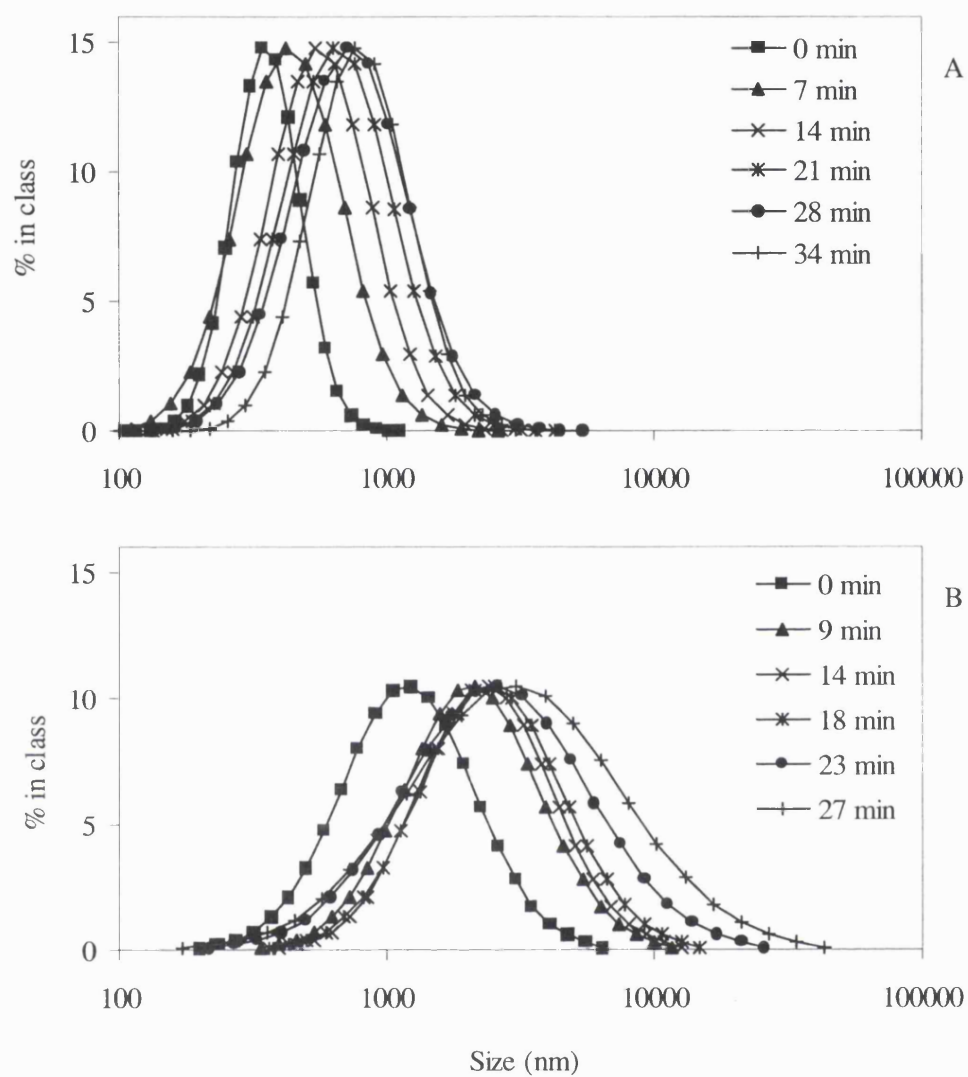 A
15
10
5
0
% in class
0 min
7 min
14 min
21 min
28 min
34 min
100 1000 10000 100000
B
15
10
5
0
% in class
0 min
9 min
14 min
18 min
23 min
27 min
100 1000 10000 100000
Size (nm)